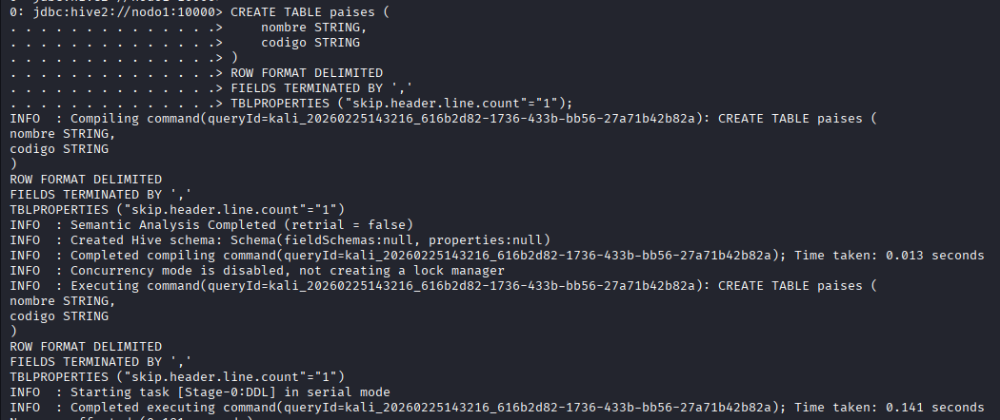 0: jdbc:hive2://nodo1:10000> CREATE TABLE paises (
. . . . . . . . . . . . . .>     nombre STRING,
. . . . . . . . . . . . . .>     codigo STRING
. . . . . . . . . . . . . .> )
. . . . . . . . . . . . . .> ROW FORMAT DELIMITED
. . . . . . . . . . . . . .> FIELDS TERMINATED BY ','
. . . . . . . . . . . . . .> TBLPROPERTIES ("skip.header.line.count"="1");
INFO  : Compiling command(queryId=kali_20260225143216_616b2d82-1736-433b-bb56-27a71b42b82a): CREATE TABLE paises (
nombre STRING,
codigo STRING
)
ROW FORMAT DELIMITED
FIELDS TERMINATED BY ','
TBLPROPERTIES ("skip.header.line.count"="1")
INFO  : Semantic Analysis Completed (retrial = false)
INFO  : Created Hive schema: Schema(fieldSchemas:null, properties:null)
INFO  : Completed compiling command(queryId=kali_20260225143216_616b2d82-1736-433b-bb56-27a71b42b82a); Time taken: 0.013 seconds
INFO  : Concurrency mode is disabled, not creating a lock manager
INFO  : Executing command(queryId=kali_20260225143216_616b2d82-1736-433b-bb56-27a71b42b82a): CREATE TABLE paises (
nombre STRING,
codigo STRING
)
ROW FORMAT DELIMITED
FIELDS TERMINATED BY ','
TBLPROPERTIES ("skip.header.line.count"="1")
INFO  : Starting task [Stage-0:DDL] in serial mode
INFO  : Completed executing command(queryId=kali_20260225143216_616b2d82-1736-433b-bb56-27a71b42b82a); Time taken: 0.141 seconds